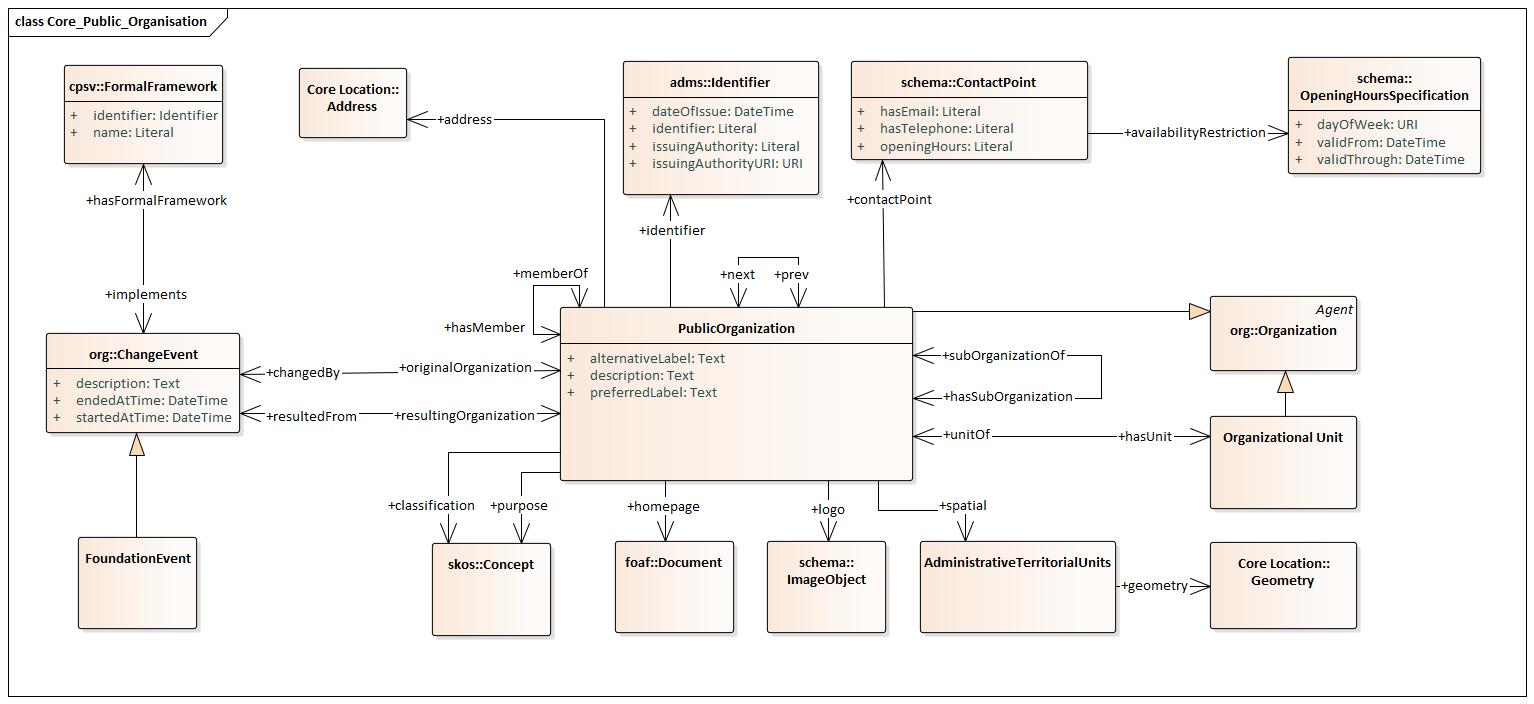 class Core_Public_Organisation
cpsv::FormalFramework
+ identifier: Identifier
+ name: Literal
Core Location::
Address
adms::Identifier
+ dateOfIssue: DateTime
+ identifier: Literal
+ issuingAuthority: Literal
+ issuingAuthorityURI: URI
schema::ContactPoint
+ hasEmail: Literal
+ hasTelephone: Literal
+ openingHours: Literal
schema::
OpeningHoursSpecification
+ dayOfWeek: URI
+ validFrom: DateTime
+ validThrough: DateTime
+address
+availabilityRestriction
+hasFormalFramework
+contactPoint
+identifier
+memberOf
+next
+prev
+implements
+hasMember
PublicOrganization
+ alternativeLabel: Text
+ description: Text
+ preferredLabel: Text
Agent
org::Organization
org::ChangeEvent
+ description: Text
+ endedAtTime: DateTime
+ startedAtTime: DateTime
+changedBy
+originalOrganization
+resultedFrom
+resultingOrganization
+subOrganizationOf
+hasSubOrganization
+unitOf
+hasUnit
Organizational Unit
+classification
+purpose
+homepage
+logo
+spatial
FoundationEvent
skos::Concept
foaf::Document
schema::
ImageObject
AdministrativeTerritorialUnits
+geometry
Core Location::
Geometry